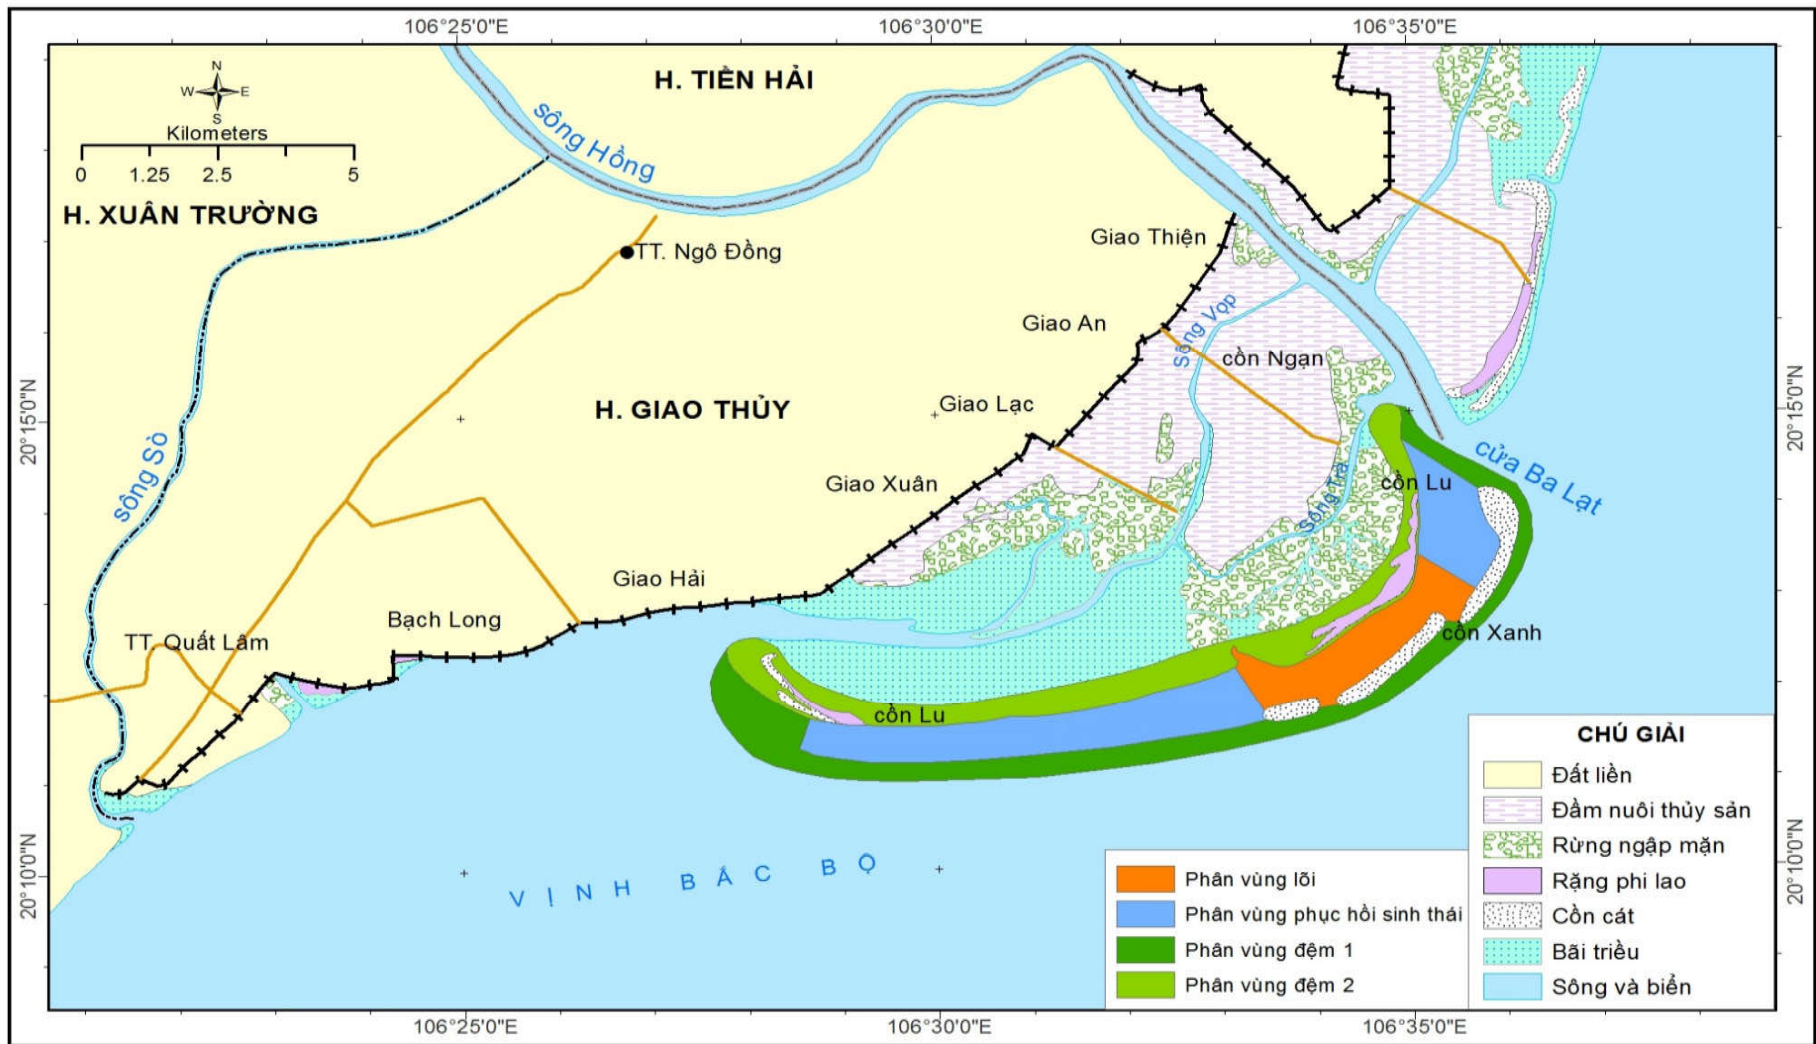 106°25'0"E
106°30'0"E
106°35'0"E
N
W
E
S
Kilometers
0
1.25
2.5
5
H. TIỀN HẢI
sông Hồng
H. XUÂN TRƯỜNG
TT. Ngô Đồng
Giao Thiện
Sông Vọp
Giao An
cồn Ngạn
20°15'0"N
20°15'0"N
H. GIAO THỦY
Giao Lạc
sông Sò
Giao Xuân
Sông Trà
cồn Lu
cửa Ba Lạt
Giao Hải
Bạch Long
TT. Quất Lâm
cồn Xanh
cồn Lu
VỊNH BẮC BỘ
20°10'0"N
20°10'0"N
CHÚ GIẢI
Đất liền
Đầm nuôi thủy sản
Rừng ngập mặn
Rặng phi lao
Cồn cát
Bãi triều
Sông và biển
Phân vùng lõi
Phân vùng phục hồi sinh thái
Phân vùng đệm 1
Phân vùng đệm 2
106°25'0"E
106°30'0"E
106°35'0"E